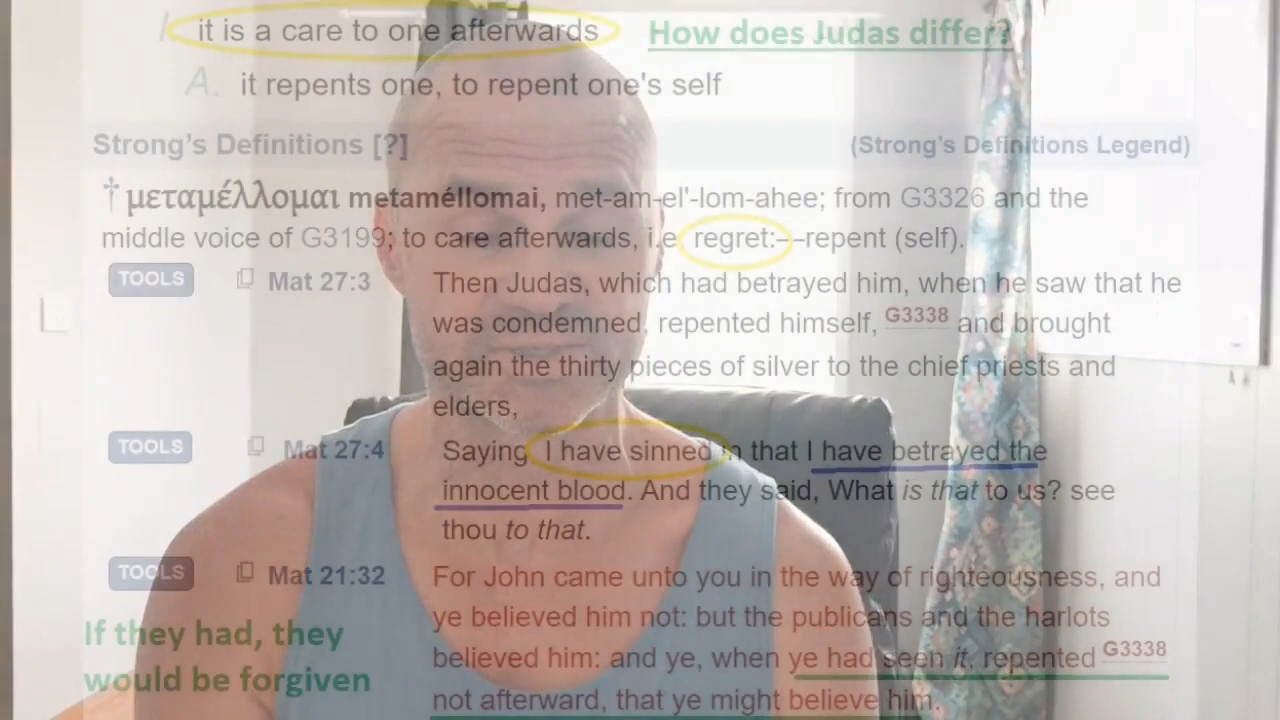 I. it is a care to one afterwards How does Judas differ?
A. it repents one, to repent one's self
Strong's Definitions [?] (Strong's Definitions Legend)
† μεταμέλλομαι metaméllomai, met-am-el'-lom-ahee; from G3326 and the
middle voice of G3199; to care afterwards, i.e regret:—repent (self).
TOOLS Mat 27:3 Then Judas, which had betrayed him, when he saw that he
was condemned, repented himself, G3338 and brought
again the thirty pieces of silver to the chief priests and
elders,
TOOLS Mat 27:4 Saying I have sinned in that I have betrayed the
innocent blood. And they said, What is that to us? see
thou to that.
TOOLS Mat 21:32 For John came unto you in the way of righteousness, and
ye believed him not: but the publicans and the harlots
If they had, they
believed him: and ye, when ye had seen it, repented G3338
would be forgiven
not afterward, that ye might believe him.